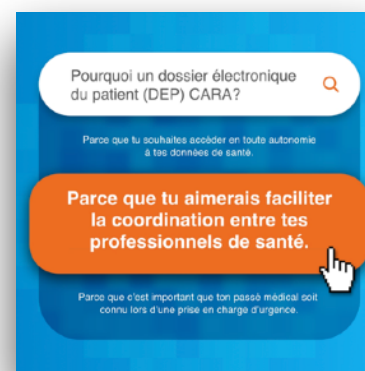 Pourquoi un dossier électronique
du patient (DEP) CARA?
Parce que tu souhaites accéder en toute autonomie
à tes données de santé.
Parce que tu aimerais faciliter
la coordination entre tes
professionnels de santé.
Parce que c'est important que ton passé médical soit
connu lors d'une prise en charge d'urgence.